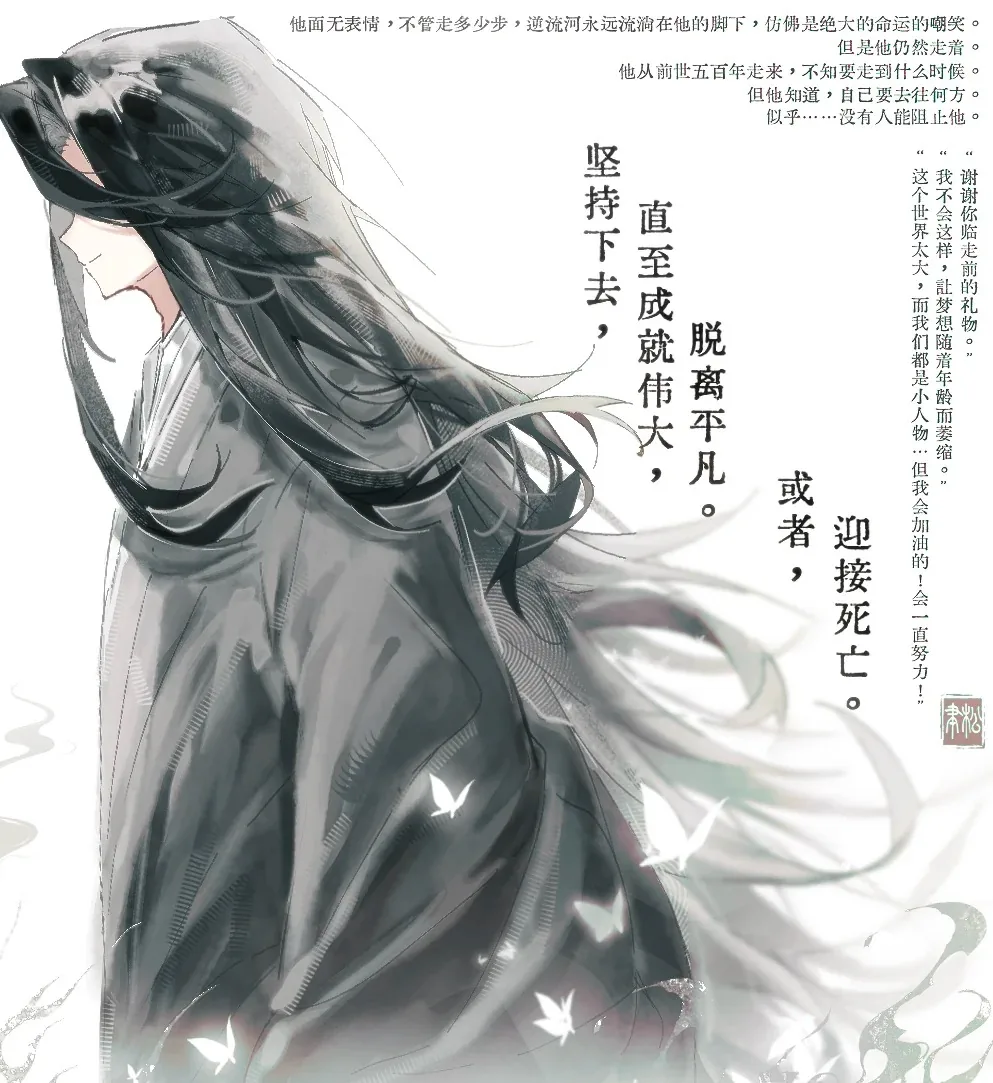 他面无表情，不管走多少步，逆流河永远流淌在他的脚下，仿佛是绝大的命运的嘲笑。
但是他仍然走着。
他从前世五百年走来，不知要走到什么时候。
但他知道，自己要去往何方。
似乎……没有人能阻止他。
“谢谢你临走前的礼物。”
“我不会这样，讓梦想随着年龄而萎缩。”
“这个世界太大，而我们都是小人物…但我会加油的！会一直努力！”
坚持下去，
直至成就伟大，
脱离平凡。
或者，
迎接死亡。